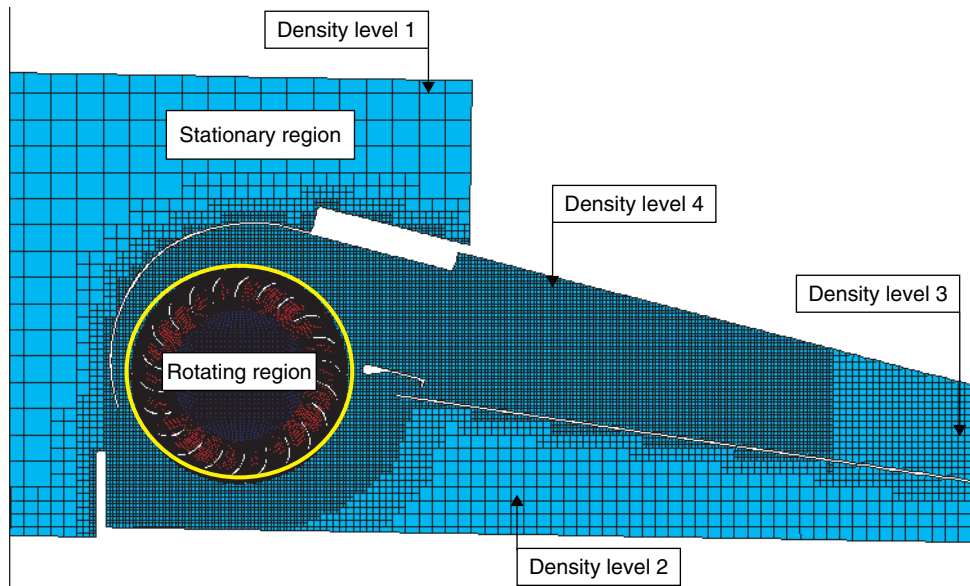 Density level 1
Stationary region
Density level 4
Density level 3
Rotating region
Density level 2